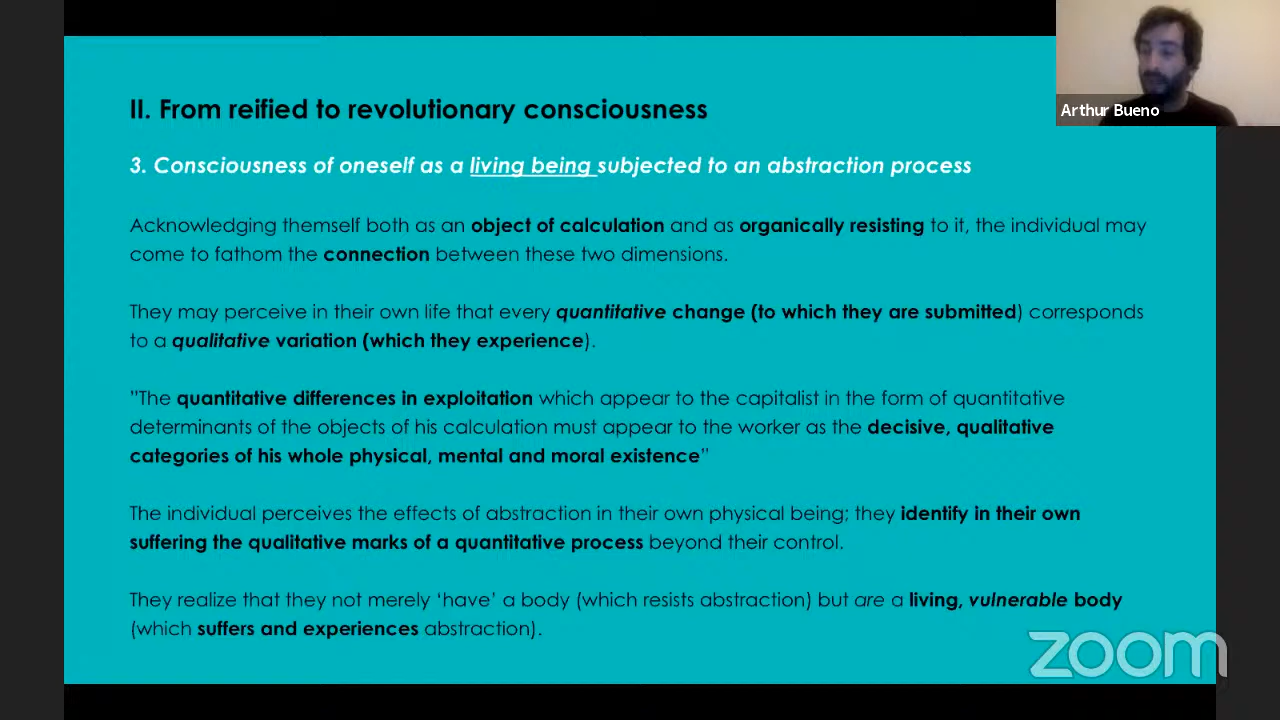 II. From reified to revolutionary consciousness
3. Consciousness of oneself as a living being subjected to an abstraction process
Acknowledging themself both as an object of calculation and as organically resisting to it, the individual may
come to fathom the connection between these two dimensions.
They may perceive in their own life that every quantitative change (to which they are submitted) corresponds
to a qualitative variation (which they experience).
"The quantitative differences in exploitation which appear to the capitalist in the form of quantitative
determinants of the objects of his calculation must appear to the worker as the decisive, qualitative
categories of his whole physical, mental and moral existence"
The individual perceives the effects of abstraction in their own physical being; they identify in their own
suffering the qualitative marks of a quantitative process beyond their control.
They realize that they not merely ‘have’ a body (which resists abstraction) but are a living, vulnerable body
(which suffers and experiences abstraction).
Arthur Bueno
zoom